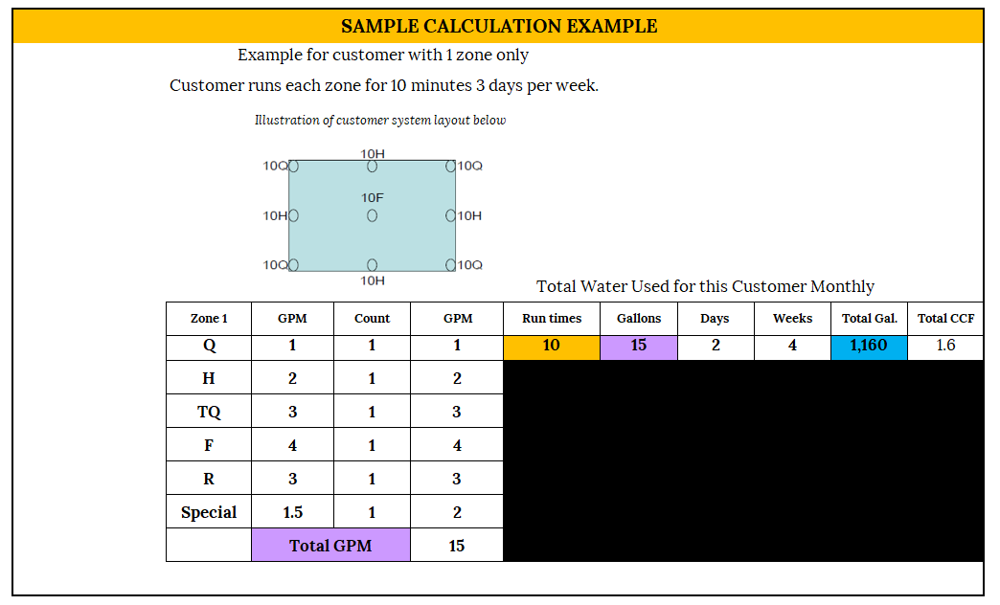 SAMPLE CALCULATION EXAMPLE
Example for customer with 1 zone only
Customer runs each zone for 10 minutes 3 days per week.
Illustration of customer system layout below
10H
10Q 10Q
10F
10H 10H
10Q 10Q
10H
Total Water Used for this Customer Monthly
Zone 1 GPM Count GPM Run times Gallons Days Weeks Total Gal. Total CCF
Q 1 1 1 10 15 2 4 1,160 1.6
H 2 1 2
TQ 3 1 3
F 4 1 4
R 3 1 3
Special 1.5 1 2
Total GPM 15